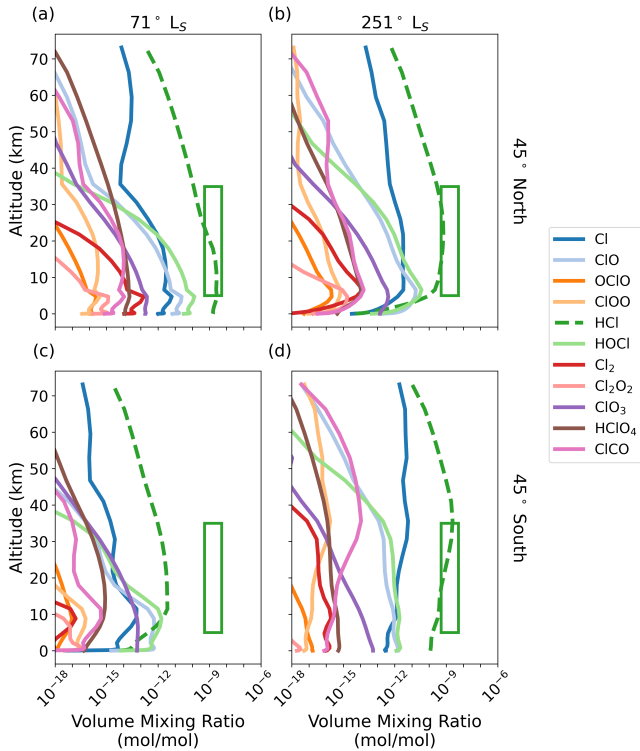 (a) 71° L_S (b) 251° L_S
70
60
50
40
30
20
10
0
Altitude (km)
45° North
(c) (d)
70
60
50
40
30
20
10
0
Altitude (km)
45° South
10⁻¹⁸ 10⁻¹⁵ 10⁻¹² 10⁻⁹ 10⁻⁶ 10⁻¹⁸ 10⁻¹⁵ 10⁻¹² 10⁻⁹ 10⁻⁶
Volume Mixing Ratio Volume Mixing Ratio
(mol/mol) (mol/mol)
Cl
ClO
OClO
ClOO
HCl
HOCl
Cl₂
Cl₂O₂
ClO₃
HClO₄
ClCO